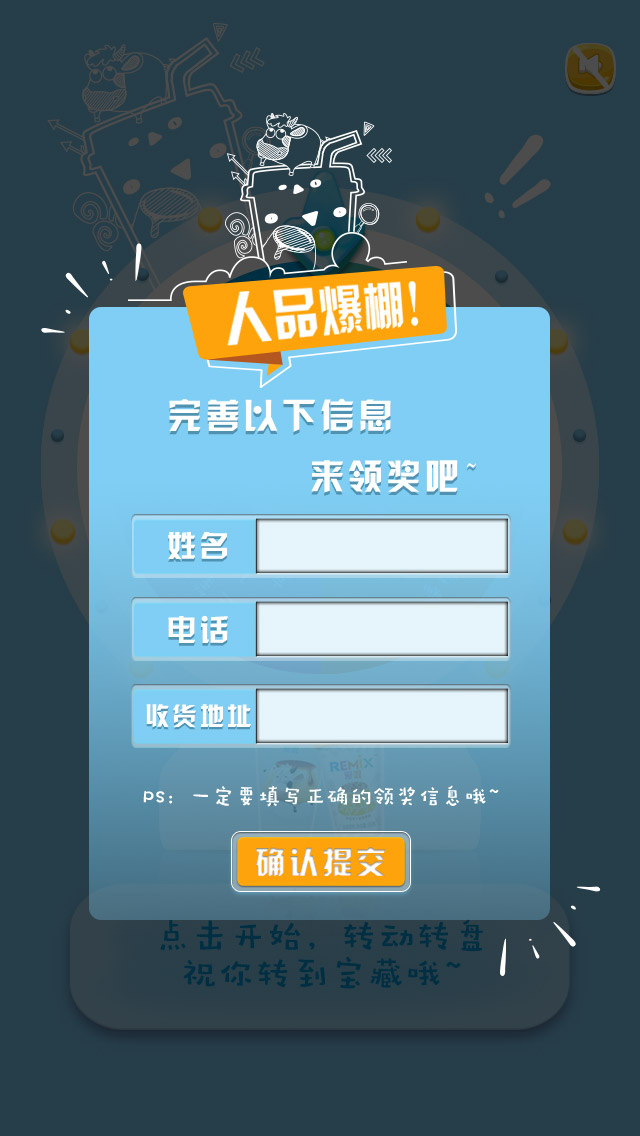 人品爆棚!
完善以下信息
来领奖吧~
姓名
电话
收货地址
REMIX
PS：一定要填写正确的领奖信息哦~
确认提交
点击开始，转动转盘
祝你转到宝藏哦~